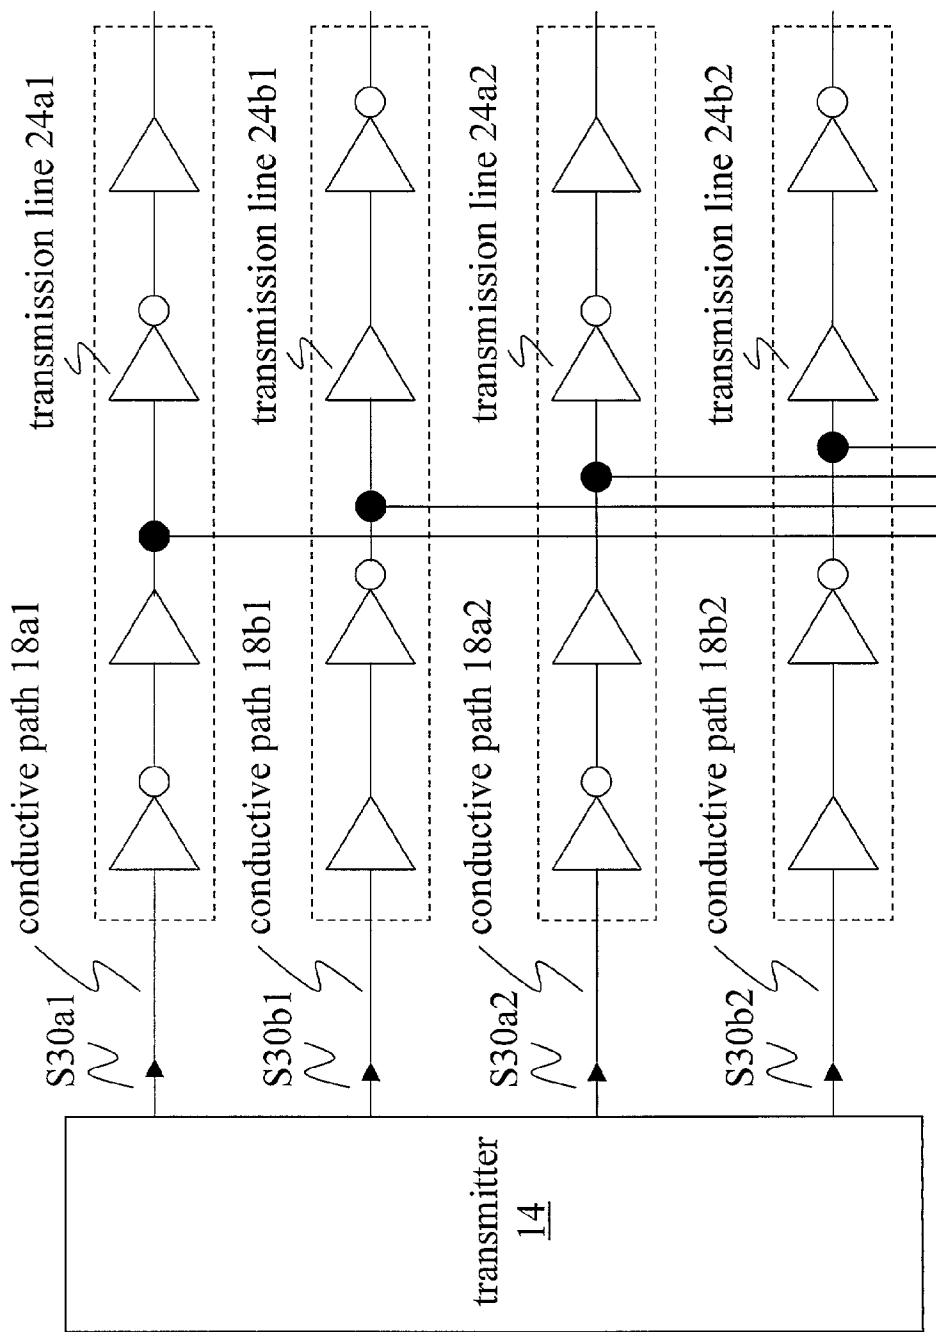 transmission line 24a1
conductive path 18a1
S30a1
transmission line 24b1
conductive path 18b1
S30b1
transmission line 24a2
conductive path 18a2
S30a2
transmission line 24b2
conductive path 18b2
S30b2
transmitter
14